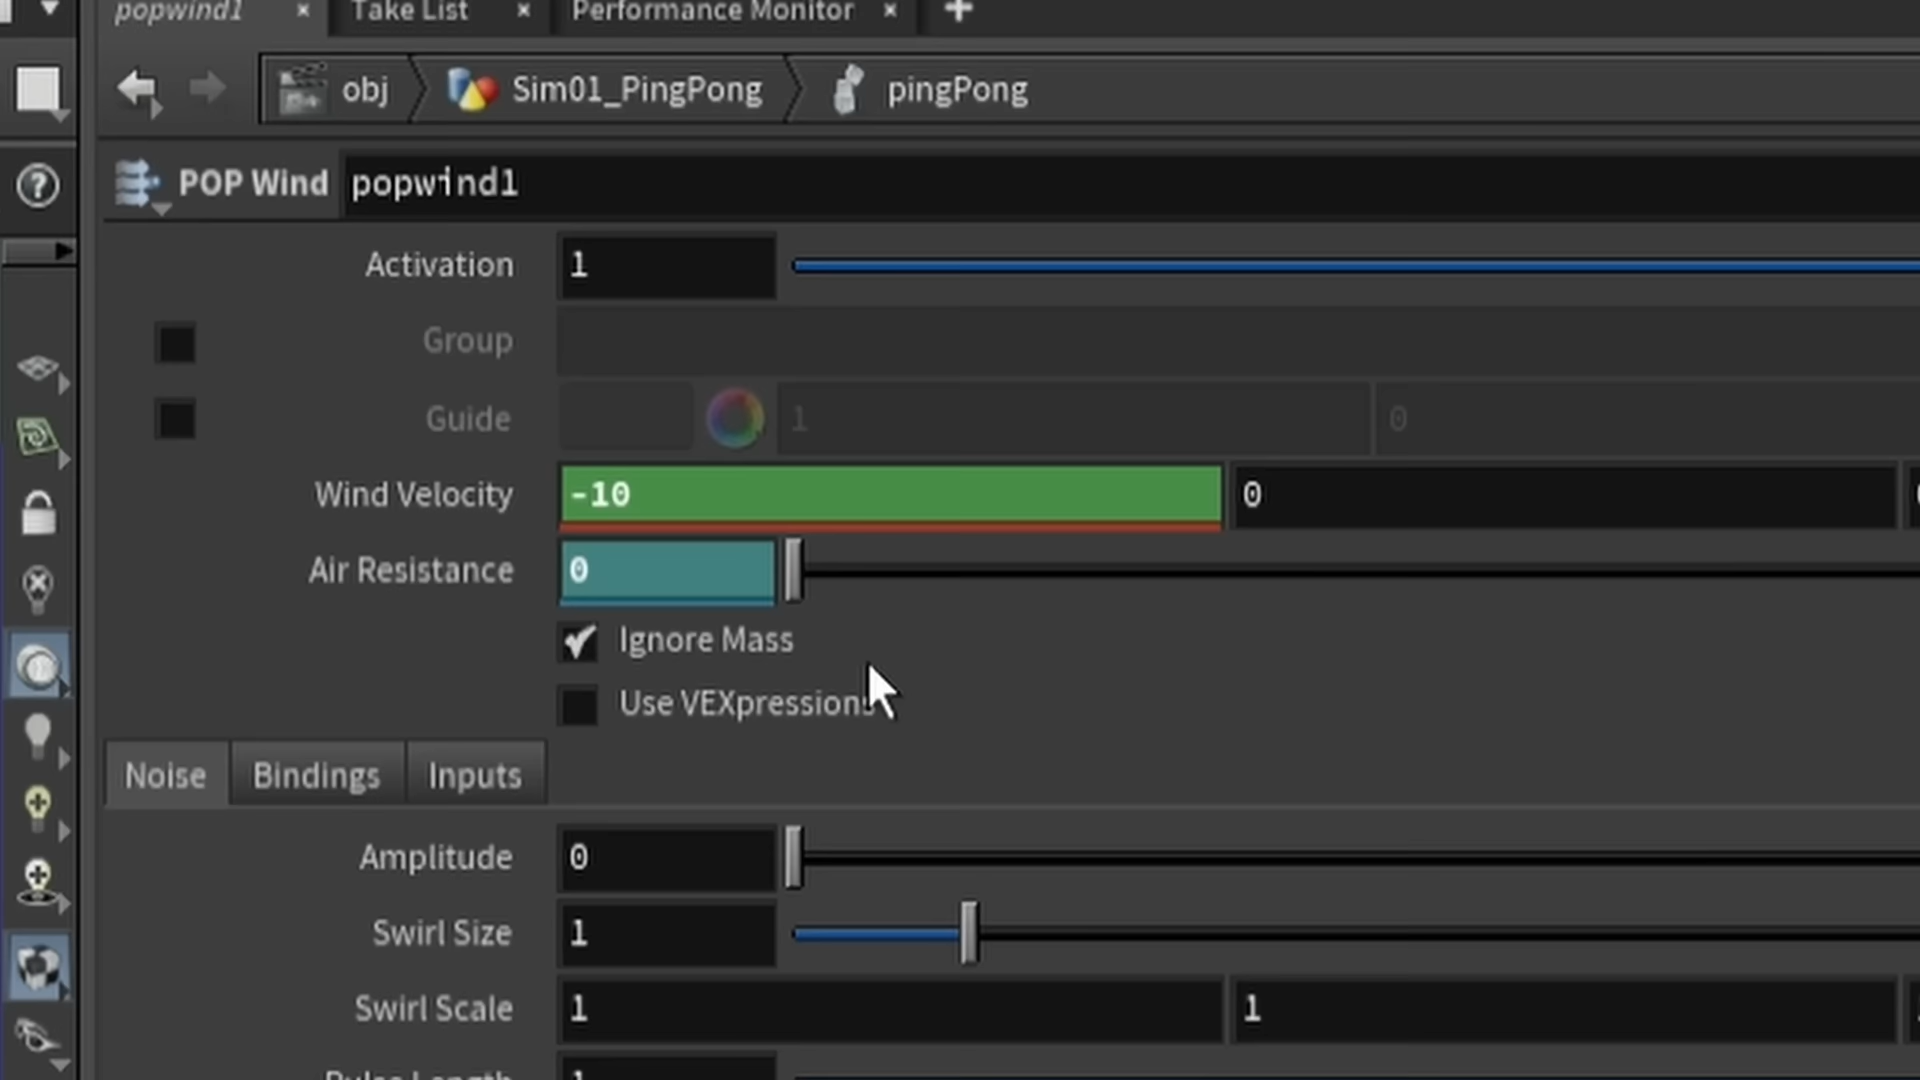 popwind1 × Take List × Performance Monitor × +
obj Sim01_PingPong pingPong
POP Wind popwind1
Activation 1
Group
Guide 1 0
Wind Velocity -10 0
Air Resistance 0
Ignore Mass
Use VEXpressions
Noise Bindings Inputs
Amplitude 0
Swirl Size 1
Swirl Scale 1 1